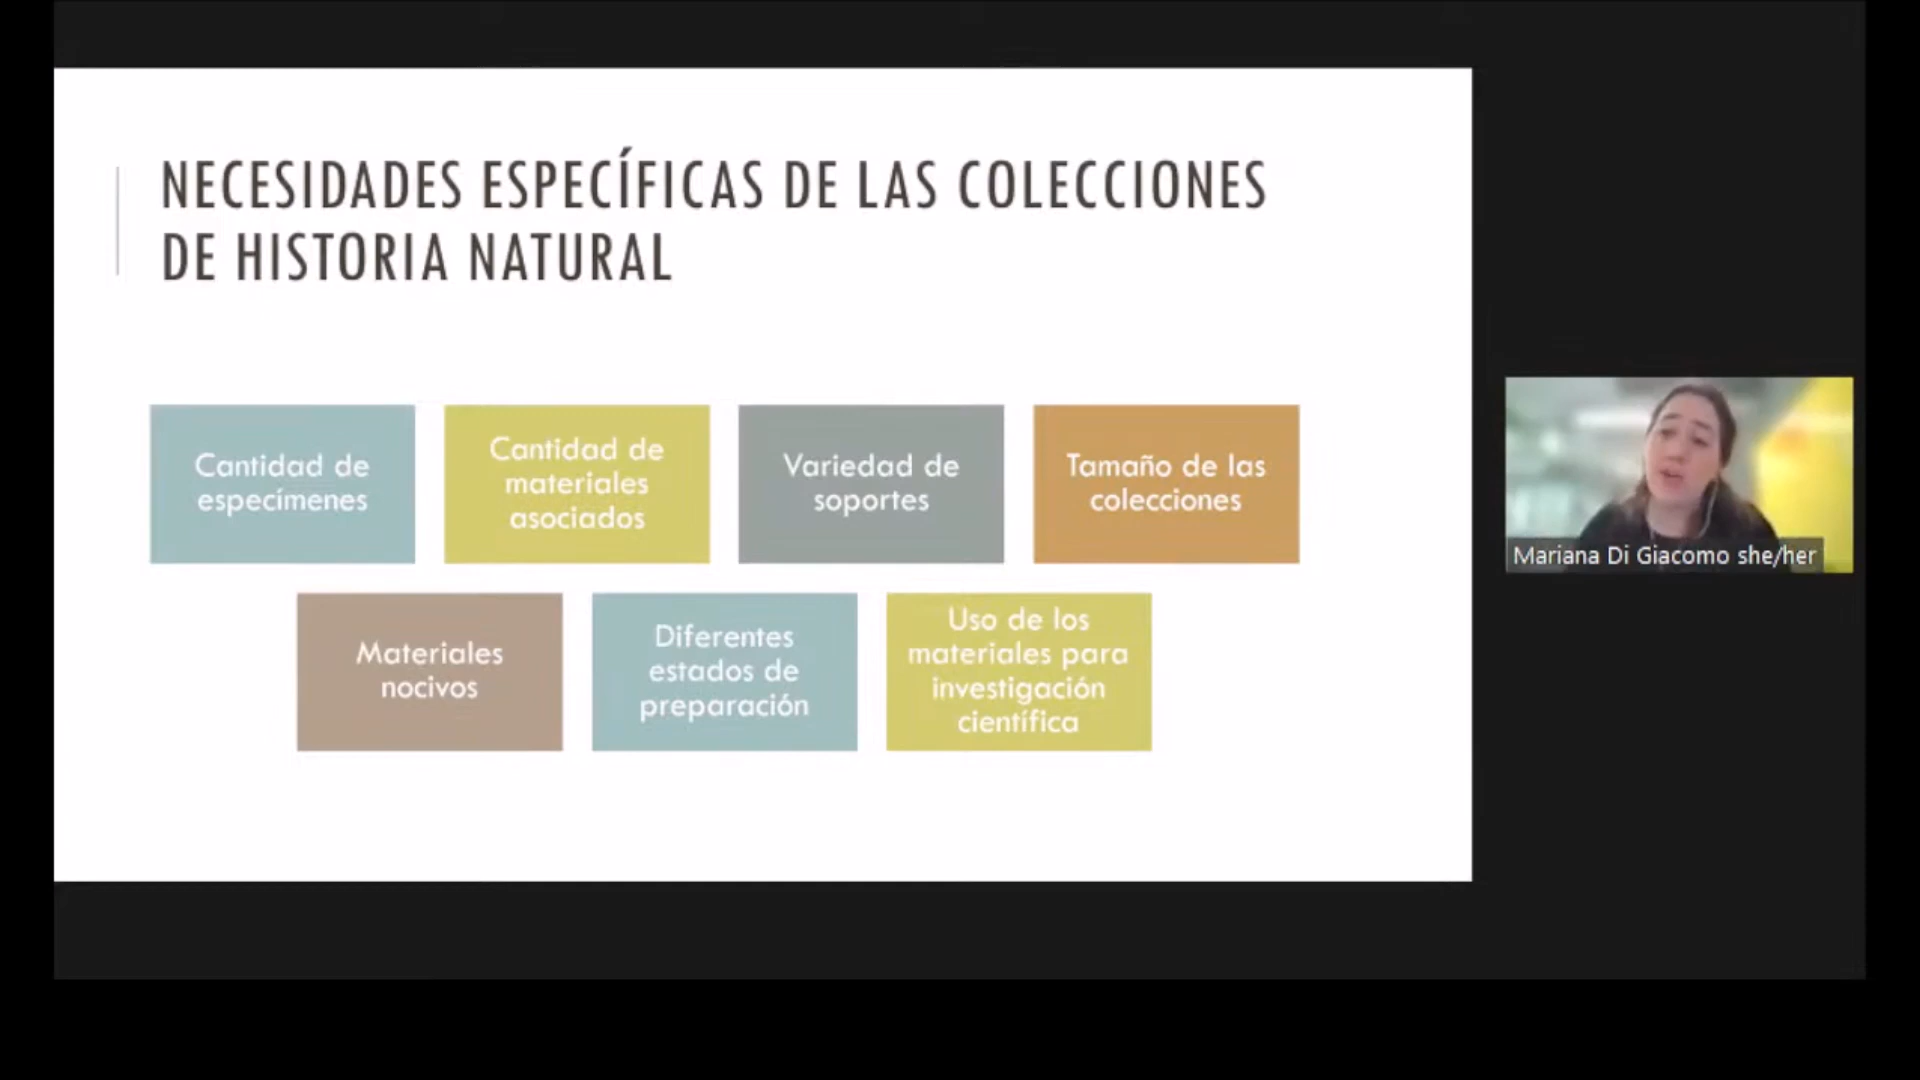 NECESIDADES ESPECÍFICAS DE LAS COLECCIONES
DE HISTORIA NATURAL
Cantidad de
especímenes
Cantidad de
materiales
asociados
Variedad de
soportes
Tamaño de las
colecciones
Materiales
nocivos
Diferentes
estados de
preparación
Uso de los
materiales para
investigación
científica
Mariana Di Giacomo she/her